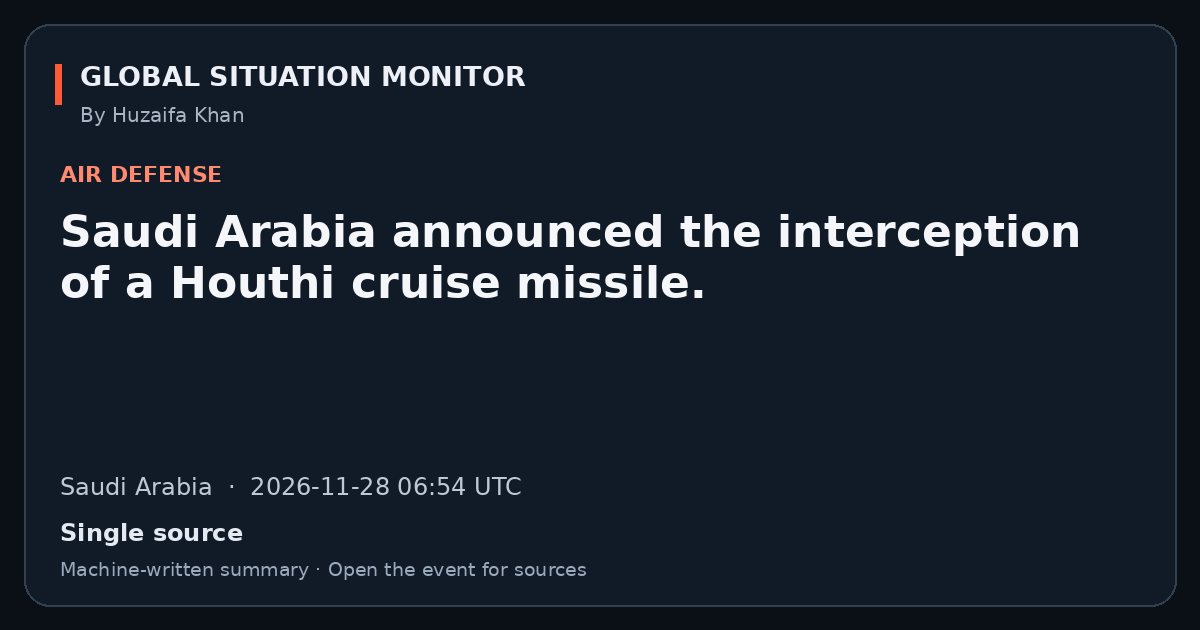 GLOBAL SITUATION MONITOR
By Huzaifa Khan
AIR DEFENSE
Saudi Arabia announced the interception
of a Houthi cruise missile.
Saudi Arabia · 2026-11-28 06:54 UTC
Single source
Machine-written summary · Open the event for sources